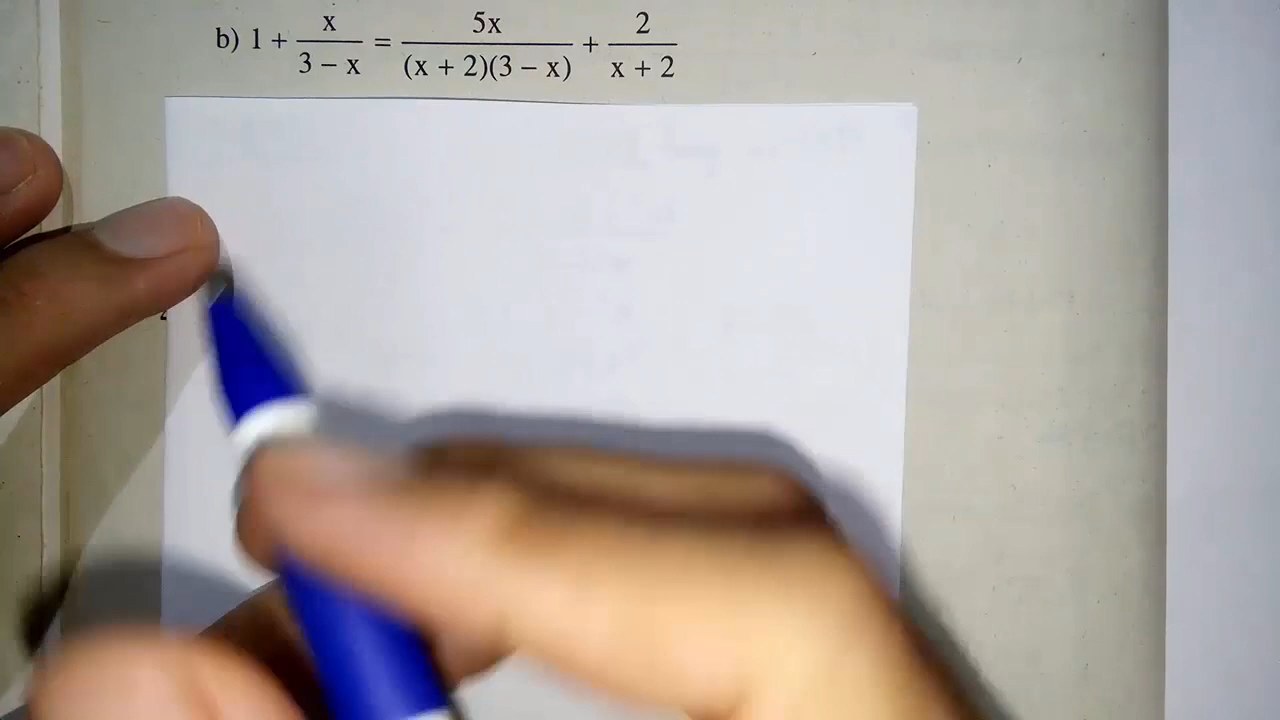 b) 1 + x/(3 − x) = 5x/((x + 2)(3 − x)) + 2/(x + 2)